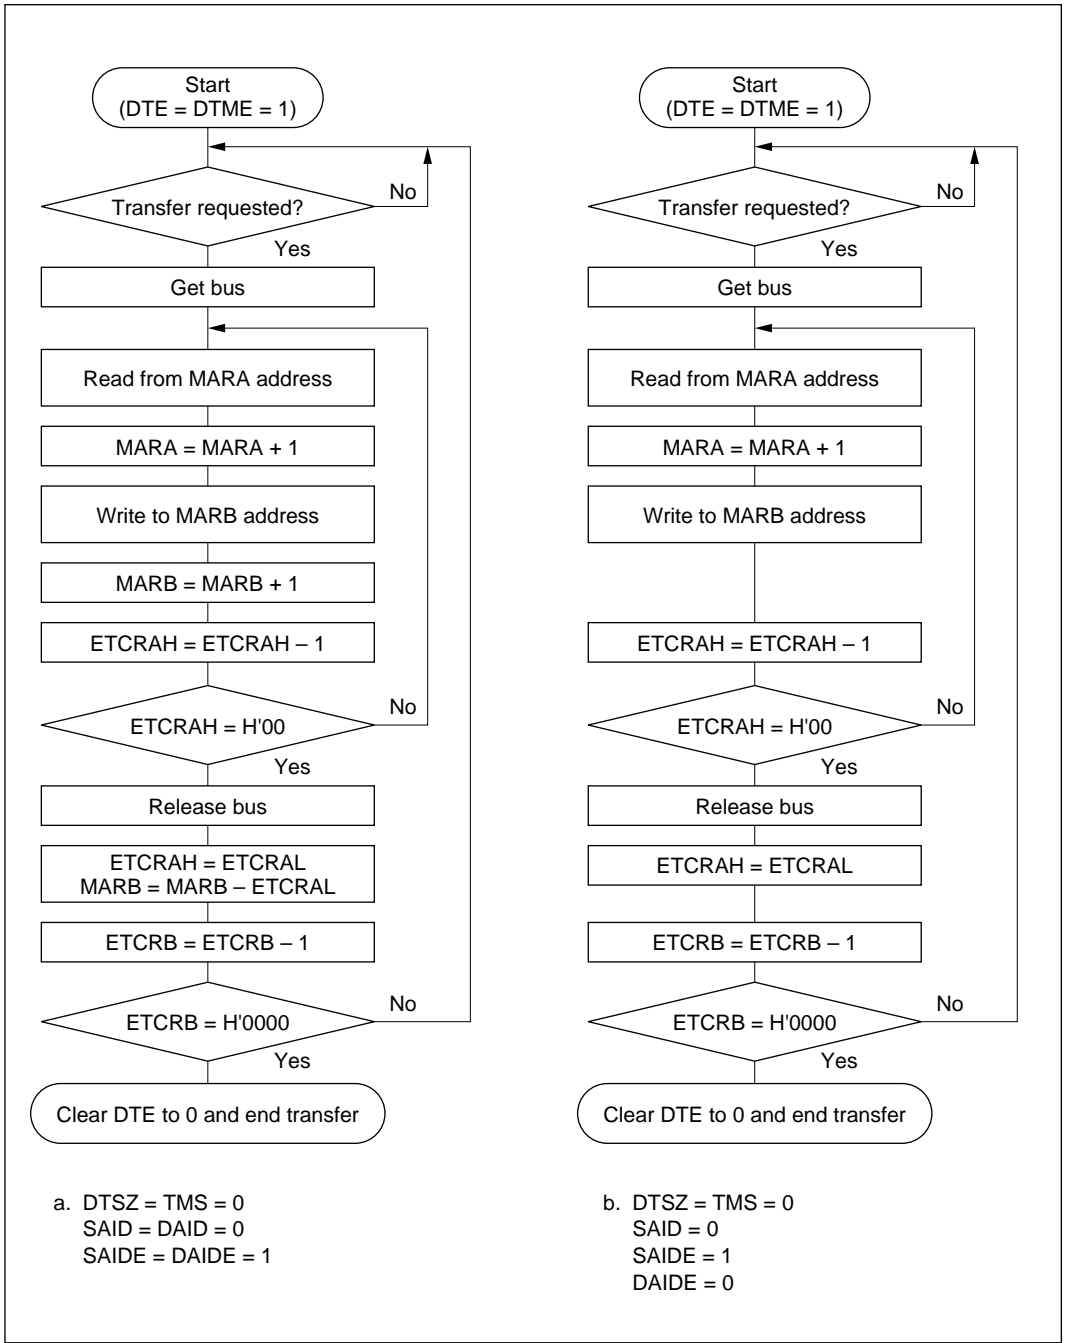 Start
(DTE = DTME = 1)
Transfer requested?
No
Yes
Get bus
Read from MARA address
MARA = MARA + 1
Write to MARB address
MARB = MARB + 1
ETCRAH = ETCRAH – 1
ETCRAH = H'00
No
Yes
Release bus
ETCRAH = ETCRAL
MARB = MARB – ETCRAL
ETCRB = ETCRB – 1
ETCRB = H'0000
No
Yes
Clear DTE to 0 and end transfer
a. DTSZ = TMS = 0
SAID = DAID = 0
SAIDE = DAIDE = 1
Start
(DTE = DTME = 1)
Transfer requested?
No
Yes
Get bus
Read from MARA address
MARA = MARA + 1
Write to MARB address
ETCRAH = ETCRAH – 1
ETCRAH = H'00
No
Yes
Release bus
ETCRAH = ETCRAL
ETCRB = ETCRB – 1
ETCRB = H'0000
No
Yes
Clear DTE to 0 and end transfer
b. DTSZ = TMS = 0
SAID = 0
SAIDE = 1
DAIDE = 0